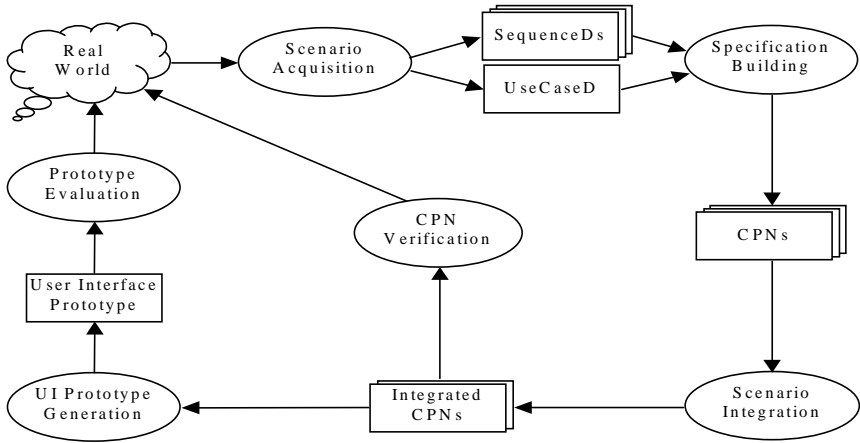 Real
World
Scenario
Acquisition
SequenceDs
UseCaseD
Specification
Building
Prototype
Evaluation
CPN
Verification
CPNs
User Interface
Prototype
UI Prototype
Generation
Integrated
CPNs
Scenario
Integration